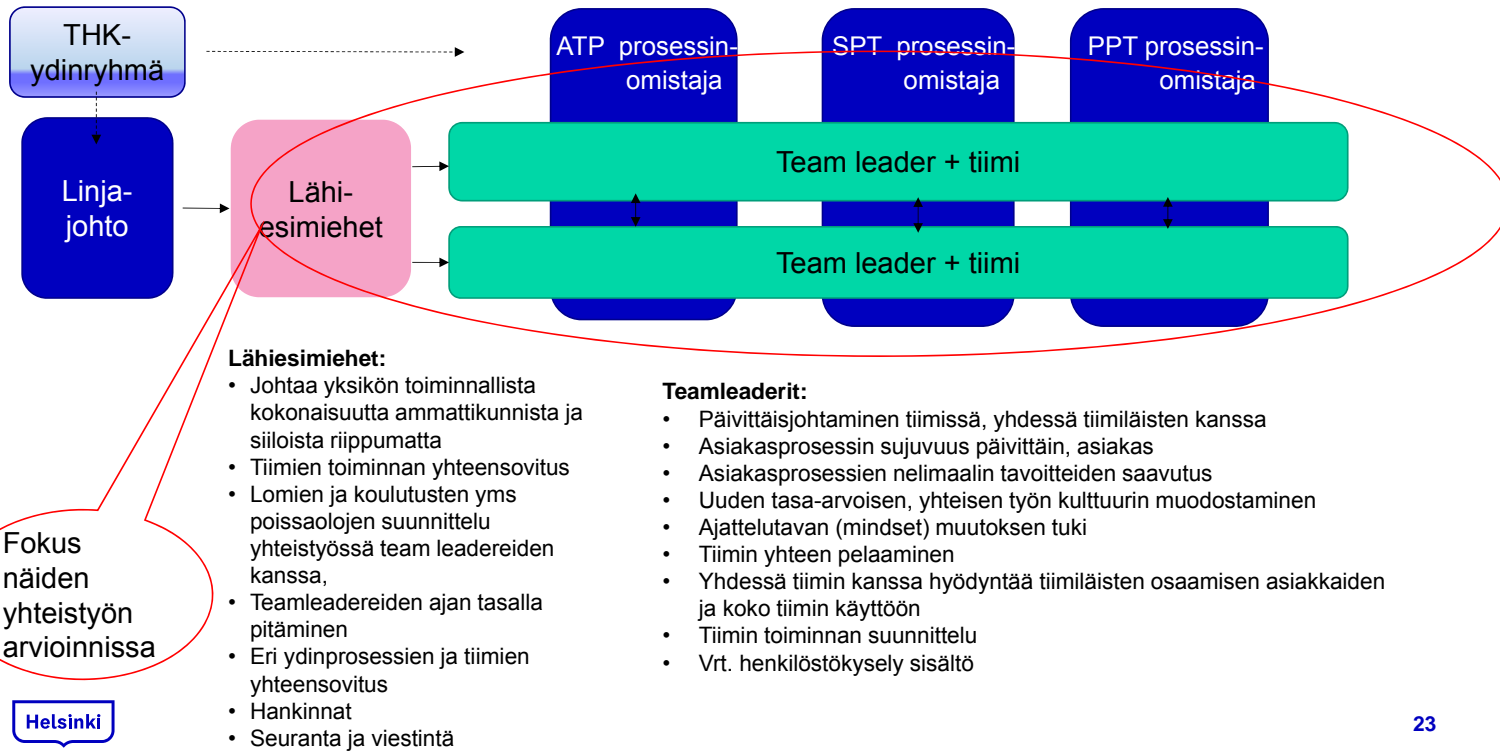 THK-
ydinryhmä
ATP prosessin-
omistaja
SPT prosessin-
omistaja
PPT prosessin-
omistaja
Linja-
johto
Lähi-
esimiehet
Team leader + tiimi
Team leader + tiimi
Fokus
näiden
yhteistyön
arvioinnissa
Lähiesimiehet:
• Johtaa yksikön toiminnallista
kokonaisuutta ammattikunnista ja
siiloista riippumatta
• Tiimien toiminnan yhteensovitus
• Lomien ja koulutusten yms
poissaolojen suunnittelu
yhteistyössä team leadereiden
kanssa,
• Teamleadereiden ajan tasalla
pitäminen
• Eri ydinprosessien ja tiimien
yhteensovitus
• Hankinnat
• Seuranta ja viestintä
Teamleaderit:
• Päivittäisjohtaminen tiimissä, yhdessä tiimiläisten kanssa
• Asiakasprosessin sujuvuus päivittäin, asiakas
• Asiakasprosessien nelimaalin tavoitteiden saavutus
• Uuden tasa-arvoisen, yhteisen työn kulttuurin muodostaminen
• Ajattelutavan (mindset) muutoksen tuki
• Tiimin yhteen pelaaminen
• Yhdessä tiimin kanssa hyödyntää tiimiläisten osaamisen asiakkaiden
ja koko tiimin käyttöön
• Tiimin toiminnan suunnittelu
• Vrt. henkilöstökysely sisältö
Helsinki
23